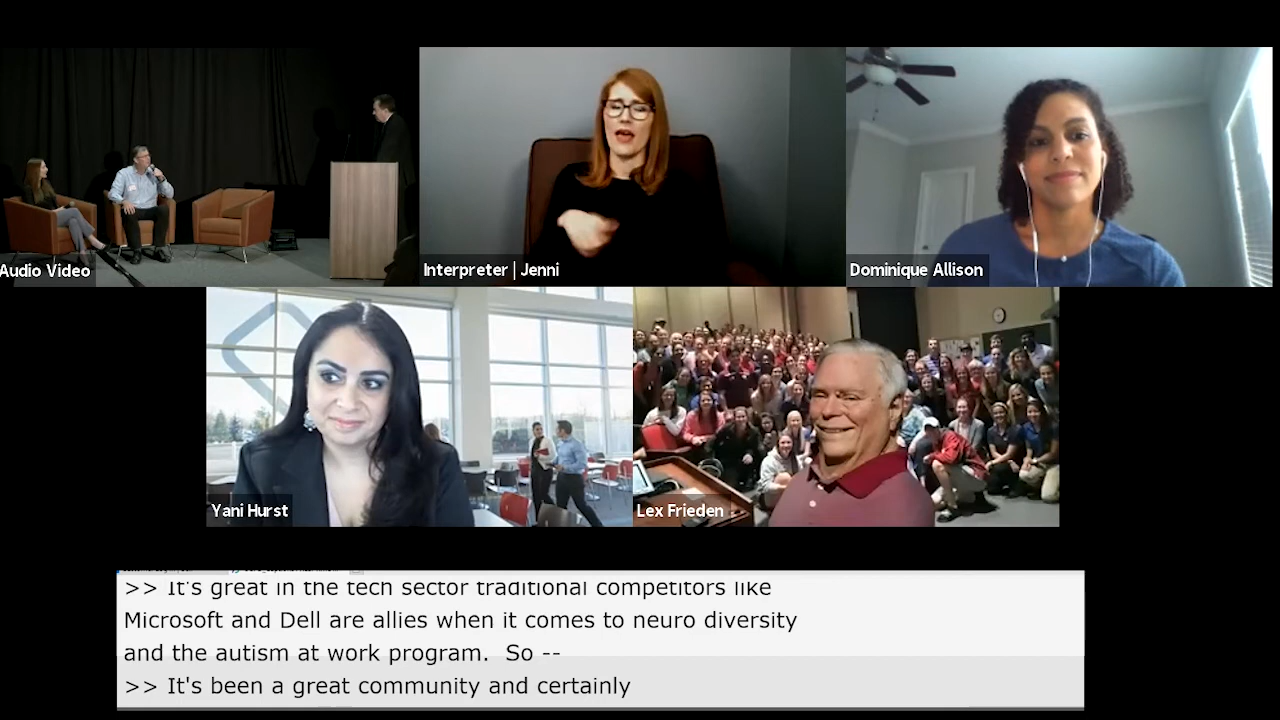 Audio Video
Interpreter | Jenni
Dominique Allison
Yani Hurst
Lex Frieden
>> It's great in the tech sector traditional competitors like
Microsoft and Dell are allies when it comes to neuro diversity
and the autism at work program.  So --
>> It's been a great community and certainly